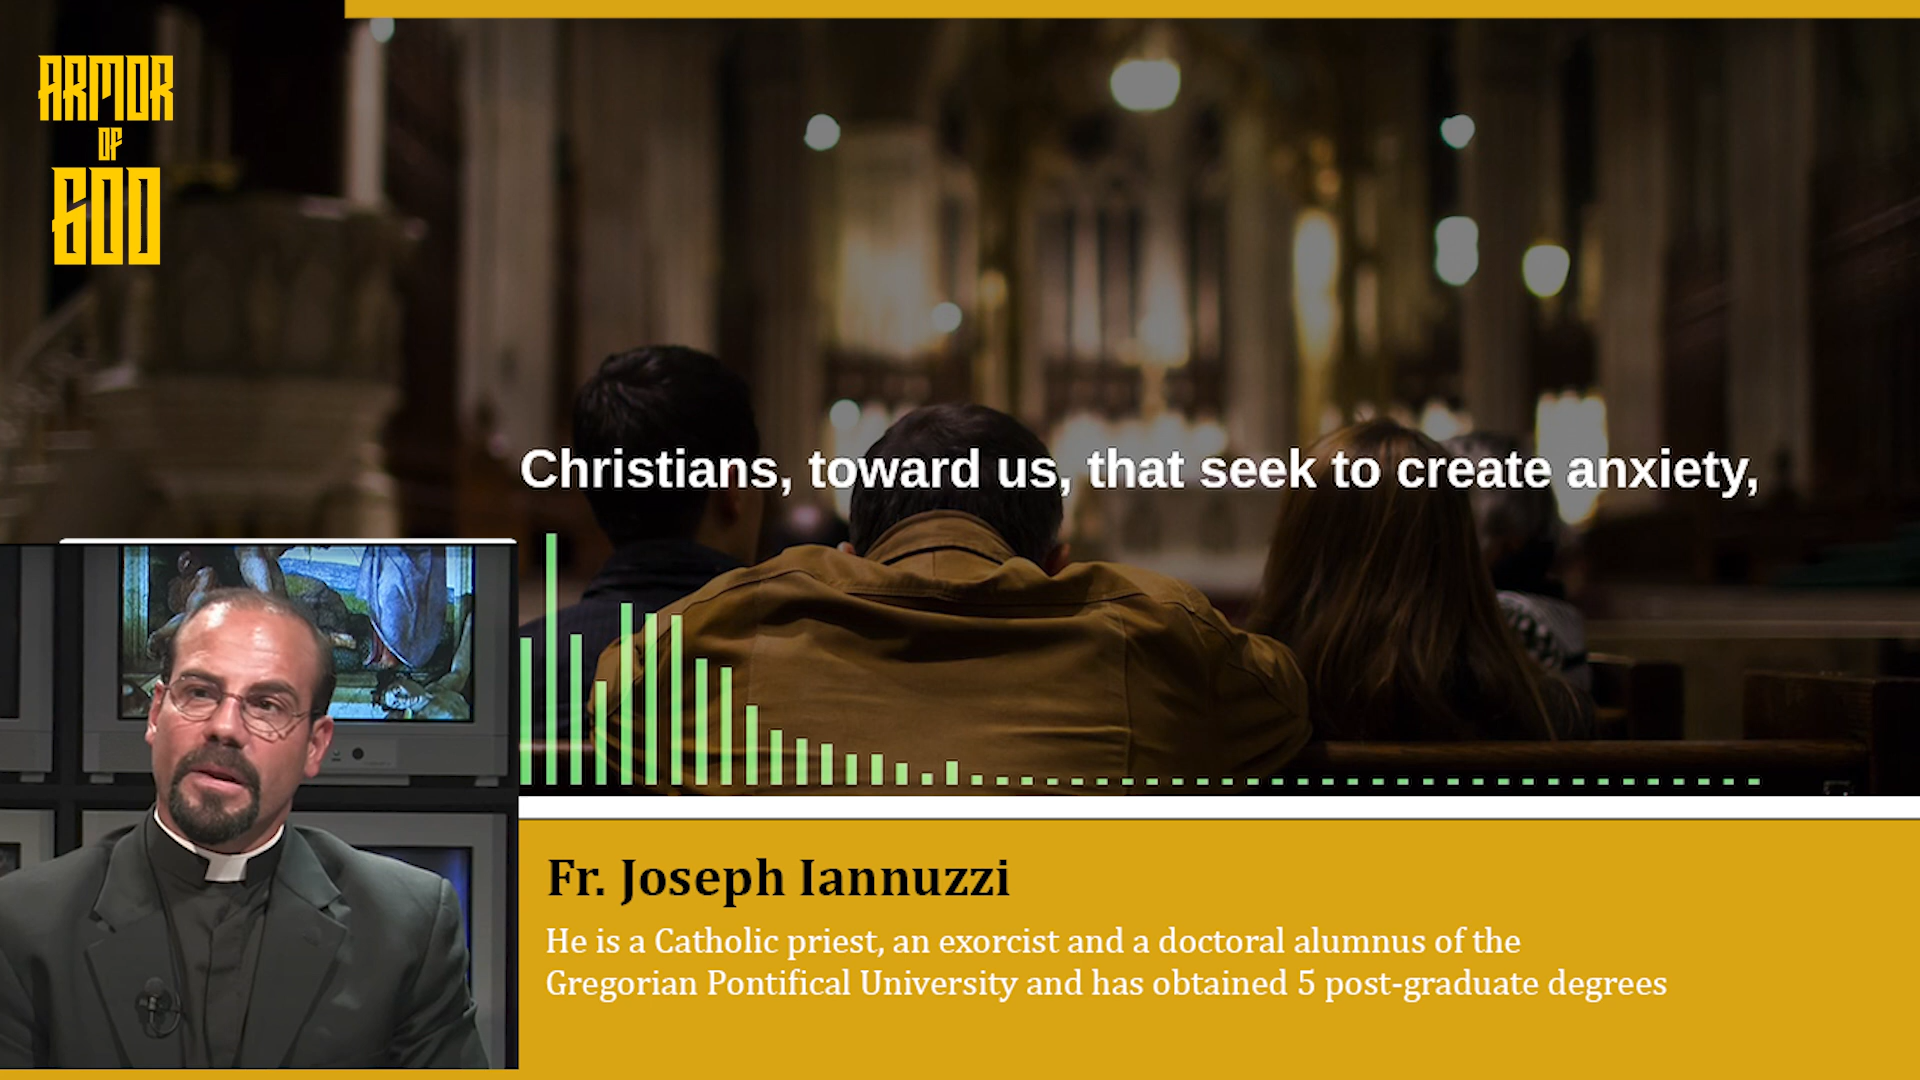 ARMOR
OF
GOD
Christians, toward us, that seek to create anxiety,
Fr. Joseph Iannuzzi
He is a Catholic priest, an exorcist and a doctoral alumnus of the
Gregorian Pontifical University and has obtained 5 post-graduate degrees